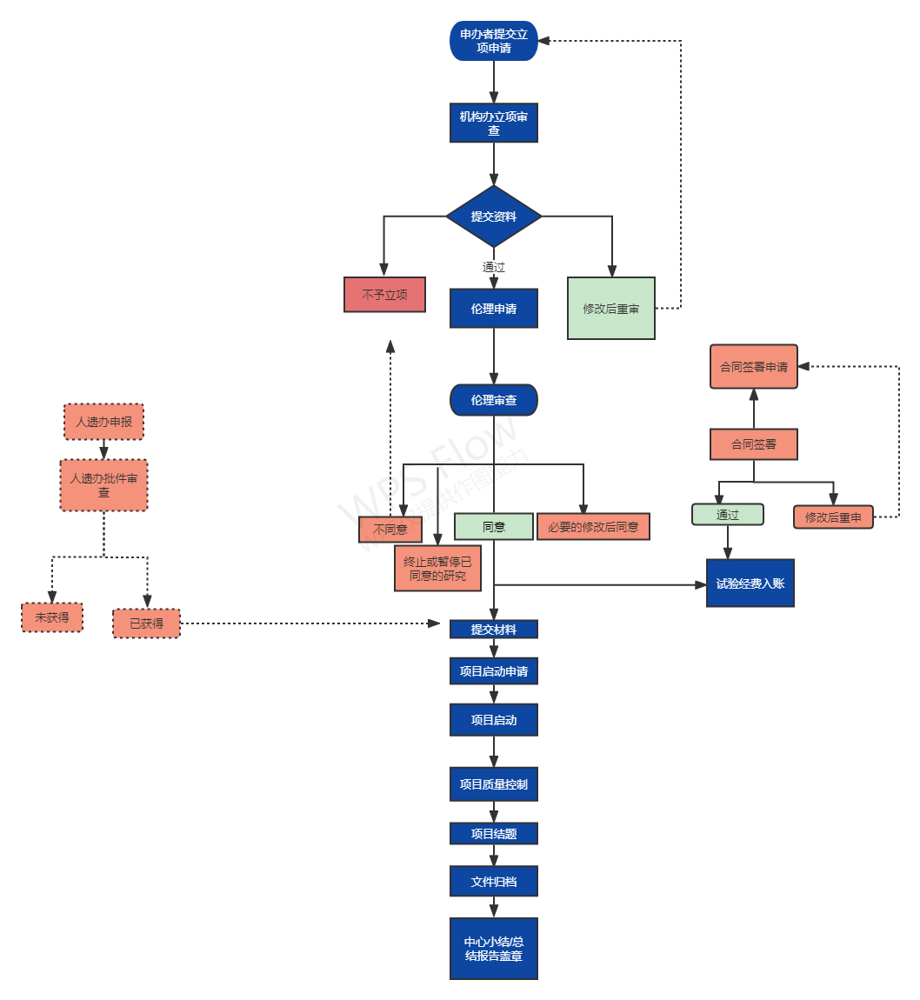 申办者提交立
项申请
机构办立项审
查
提交资料
通过
不予立项
伦理申请
修改后重审
合同签署申请
伦理审查
人遗办申报
合同签署
人遗办批件审
查
不同意
同意
必要的修改后同意
通过
修改后重申
终止或暂停已
同意的研究
试验经费入账
未获得
已获得
提交材料
项目启动申请
项目启动
项目质量控制
项目结题
文件归档
中心小结/总
结报告盖章
WPS Flow